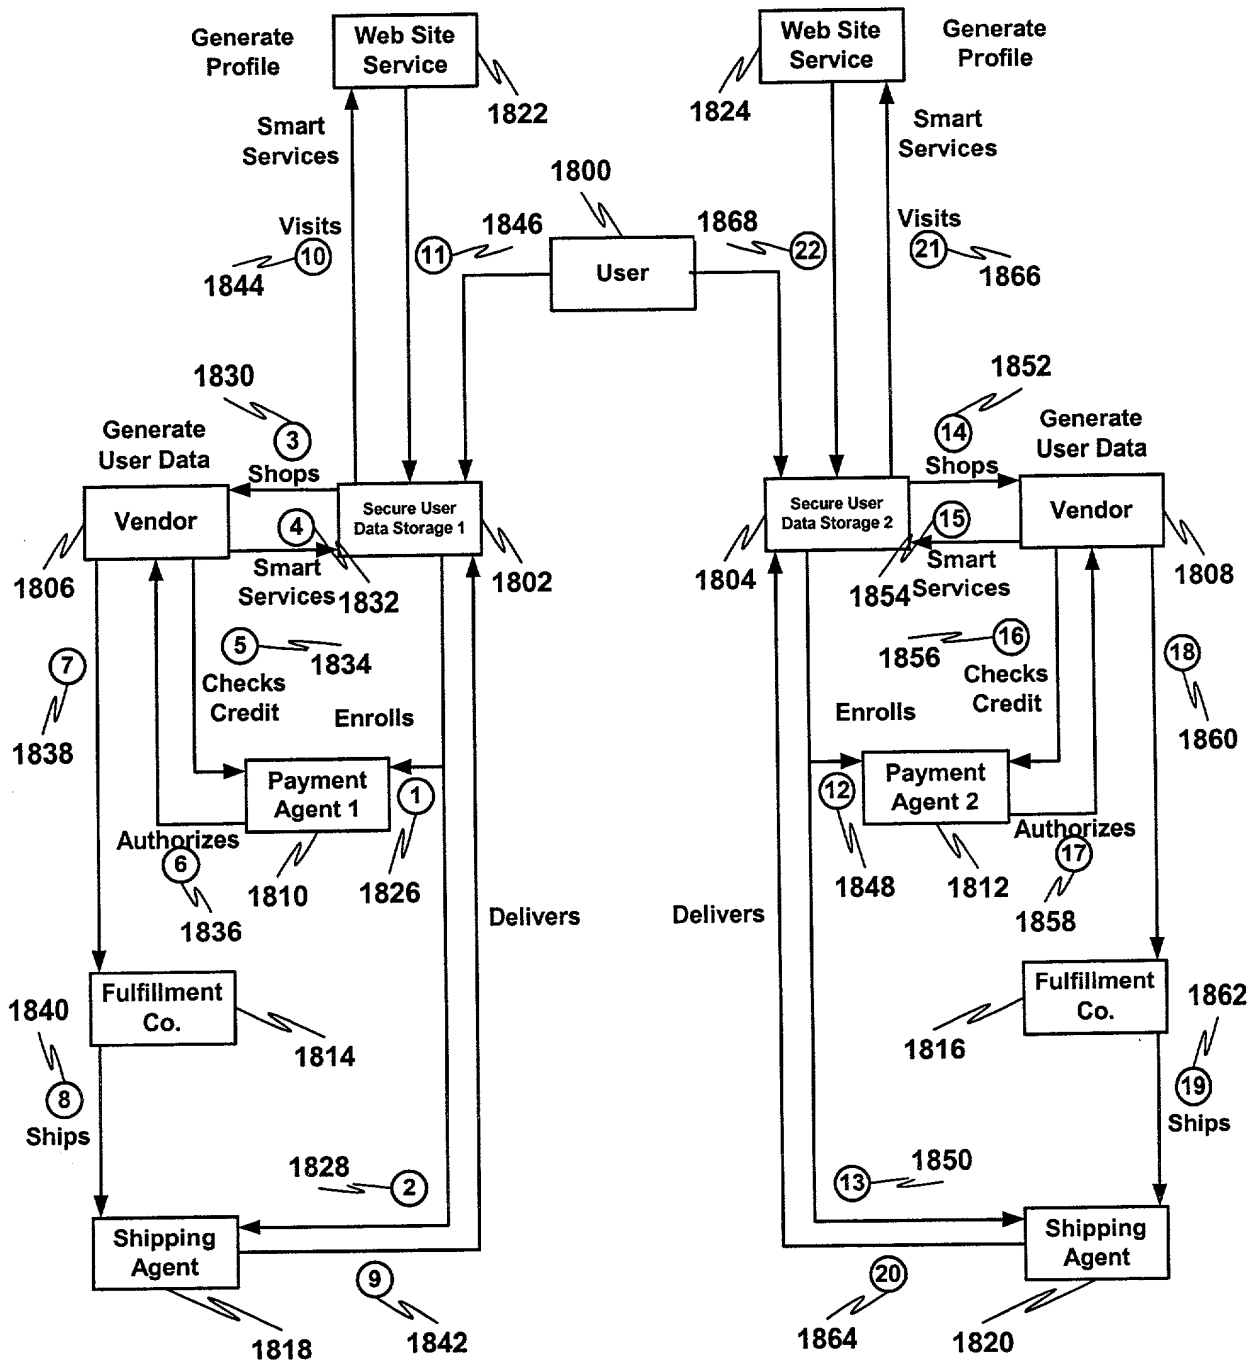 Generate
Profile
Web Site
Service
1822
Web Site
Service
1824
Generate
Profile
Smart
Services
Smart
Services
1800
User
Visits
10
1844
11
1846
1868
22
Visits
21
1866
1830
3
Generate
User Data
Shops
1852
14
Generate
User Data
Shops
Vendor
1806
4
Smart
Services
1832
Secure User
Data Storage 1
1802
Secure User
Data Storage 2
1804
15
Smart
Services
1854
Vendor
1808
7
1838
5
1834
Checks
Credit
Enrolls
1856
16
Checks
Credit
Enrolls
18
1860
Payment
Agent 1
1
1826
Authorizes
6
1836
1810
12
1848
Payment
Agent 2
1812
Authorizes
17
1858
Delivers
Delivers
1840
Fulfillment
Co.
1814
8
Ships
Fulfillment
Co.
1816
1862
19
Ships
1828
2
13
1850
Shipping
Agent
1818
9
1842
20
1864
Shipping
Agent
1820